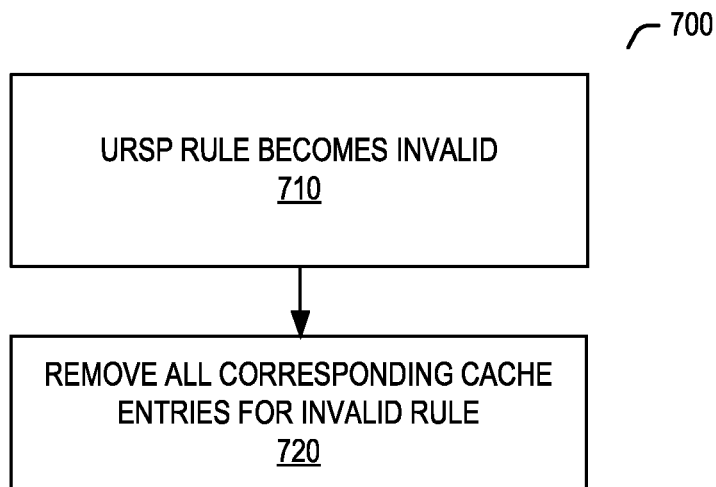 700
URSP RULE BECOMES INVALID
710
REMOVE ALL CORRESPONDING CACHE
ENTRIES FOR INVALID RULE
720